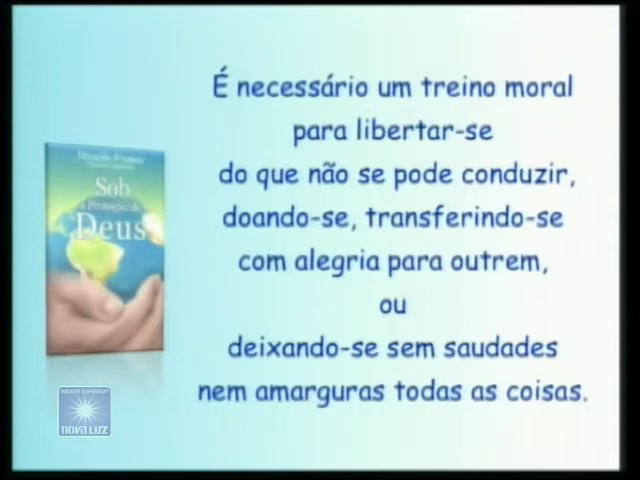 É necessário um treino moral
para libertar-se
do que não se pode conduzir,
doando-se, transferindo-se
com alegria para outrem,
ou
deixando-se sem saudades
nem amarguras todas as coisas.
Divaldo Franco
Sob
a Proteção de
Deus
NOVA LUZ